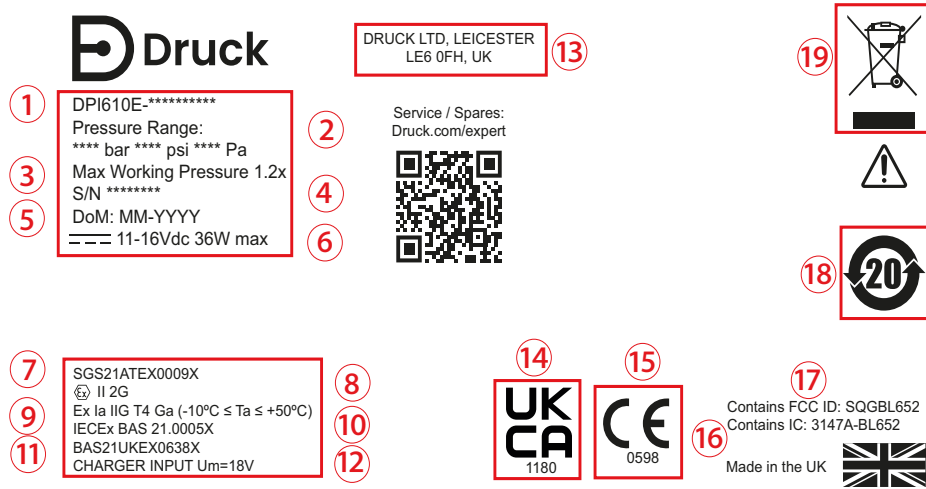 Druck
DRUCK LTD, LEICESTER
LE6 0FH, UK
13
19
1
DPI610E-**********
Pressure Range:
2
**** bar **** psi **** Pa
3
Max Working Pressure 1.2x
S/N ********
4
5
DoM: MM-YYYY
11-16Vdc 36W max
6
Service / Spares:
Druck.com/expert
18
20
7
SGS21ATEX0009X
Ex II 2G
8
9
Ex Ia IIG T4 Ga (-10ºC ≤ Ta ≤ +50ºC)
IECEx BAS 21.0005X
10
11
BAS21UKEX0638X
CHARGER INPUT Um=18V
12
14
UK
CA
1180
15
CE
0598
16
17
Contains FCC ID: SQGBL652
Contains IC: 3147A-BL652
Made in the UK